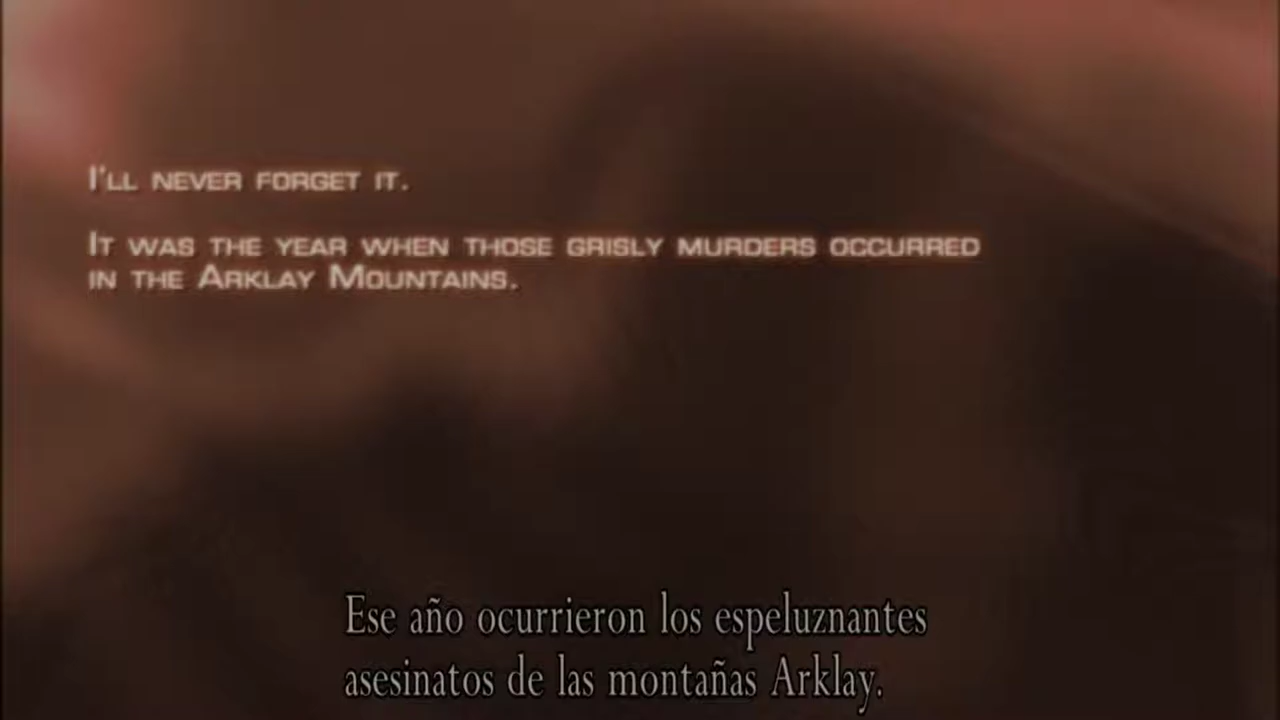 I'll never forget it.
It was the year when those grisly murders occurred
in the Arklay Mountains.
Ese año ocurrieron los espeluznantes
asesinatos de las montañas Arklay.